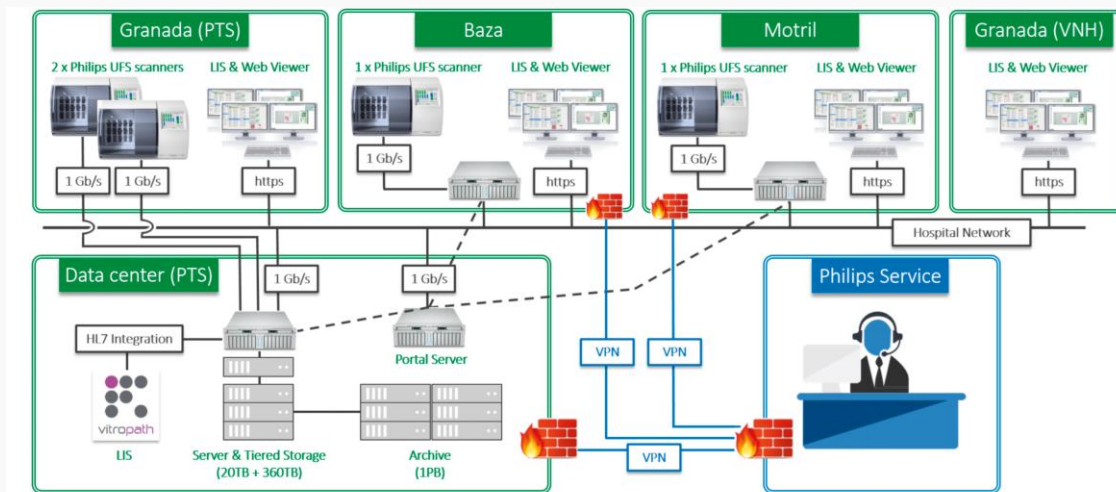 Granada (PTS)
2 x Philips UFS scanners
LIS & Web Viewer
1 Gb/s
1 Gb/s
https
Baza
1 x Philips UFS scanner
LIS & Web Viewer
1 Gb/s
https
Motril
1 x Philips UFS scanner
LIS & Web Viewer
1 Gb/s
https
Granada (VNH)
LIS & Web Viewer
https
Hospital Network
Data center (PTS)
1 Gb/s
1 Gb/s
HL7 Integration
Portal Server
vitropath
LIS
Server & Tiered Storage
(20TB + 360TB)
Archive
(1PB)
VPN
VPN
VPN
Philips Service